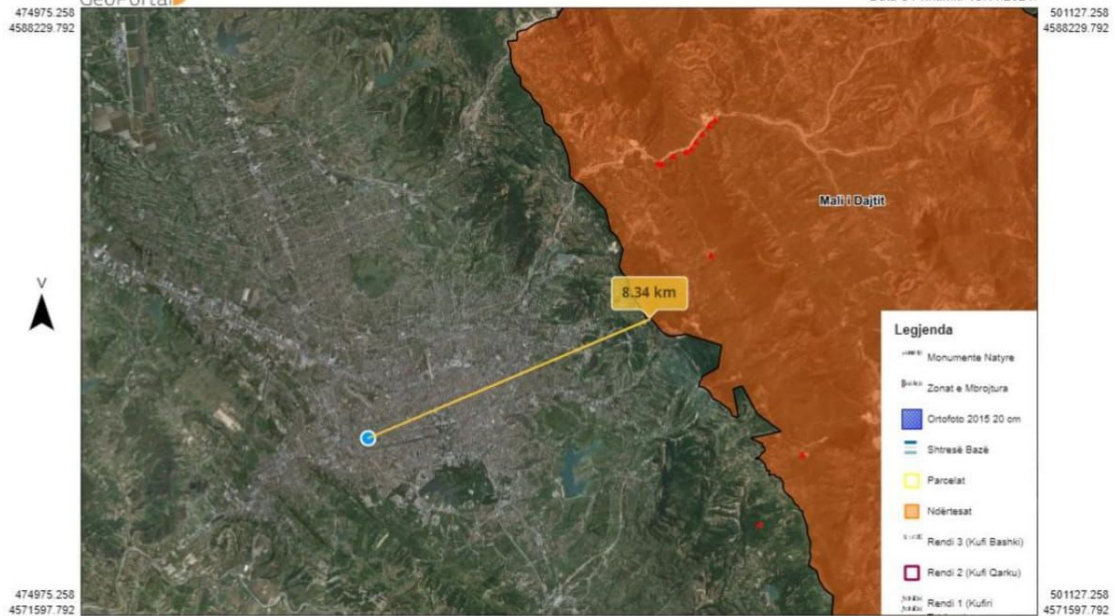 GeoPortal
474975.258
4588229.792
501127.258
4588229.792
Mali i Dajtit
V
8.34 km
Legjenda
Monumente Natyre
Zonat e Mbrojtura
Ortofoto 2015 20 cm
Shtresë Bazë
Parcelat
Ndërtesat
Rendi 3 (Kufi Bashki)
Rendi 2 (Kufi Qarku)
Rendi 1 (Kufiri
474975.258
4571597.792
501127.258
4571597.792